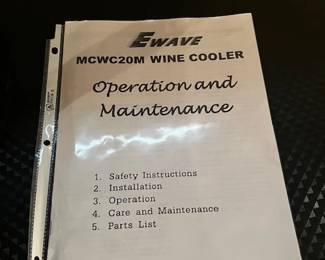 EWAVE
MCWC20M WINE COOLER
Operation and
Maintenance
1. Safety Instructions
2. Installation
3. Operation
4. Care and Maintenance
5. Parts List